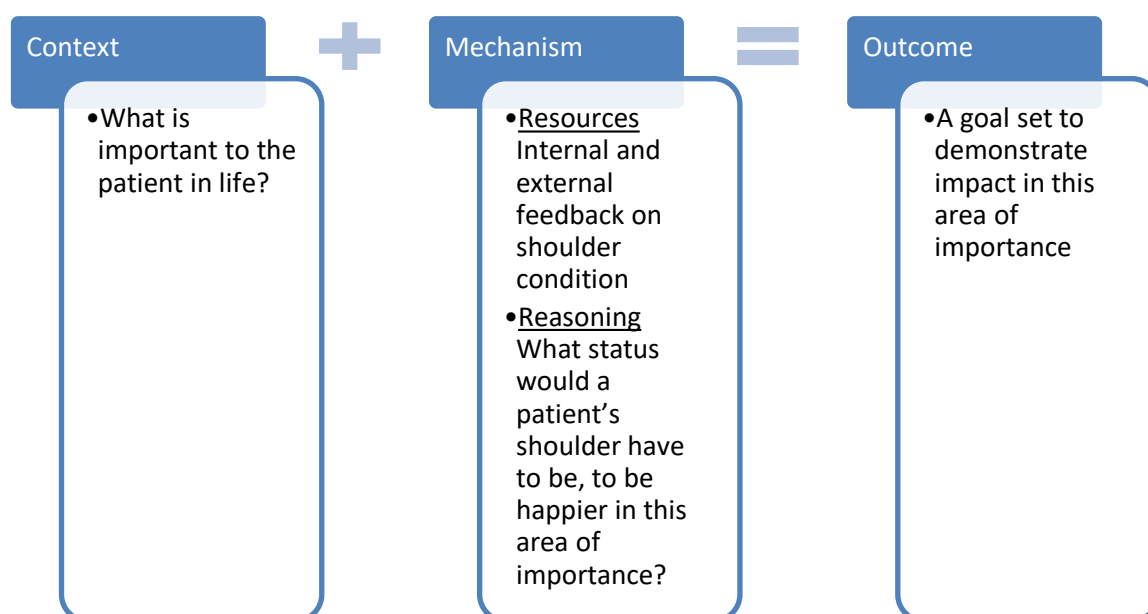 Context
•What is
important to the
patient in life?
+
Mechanism
•Resources
Internal and
external
feedback on
shoulder
condition
•Reasoning
What status
would a
patient’s
shoulder have
to be, to be
happier in this
area of
importance?
=
Outcome
•A goal set to
demonstrate
impact in this
area of
importance